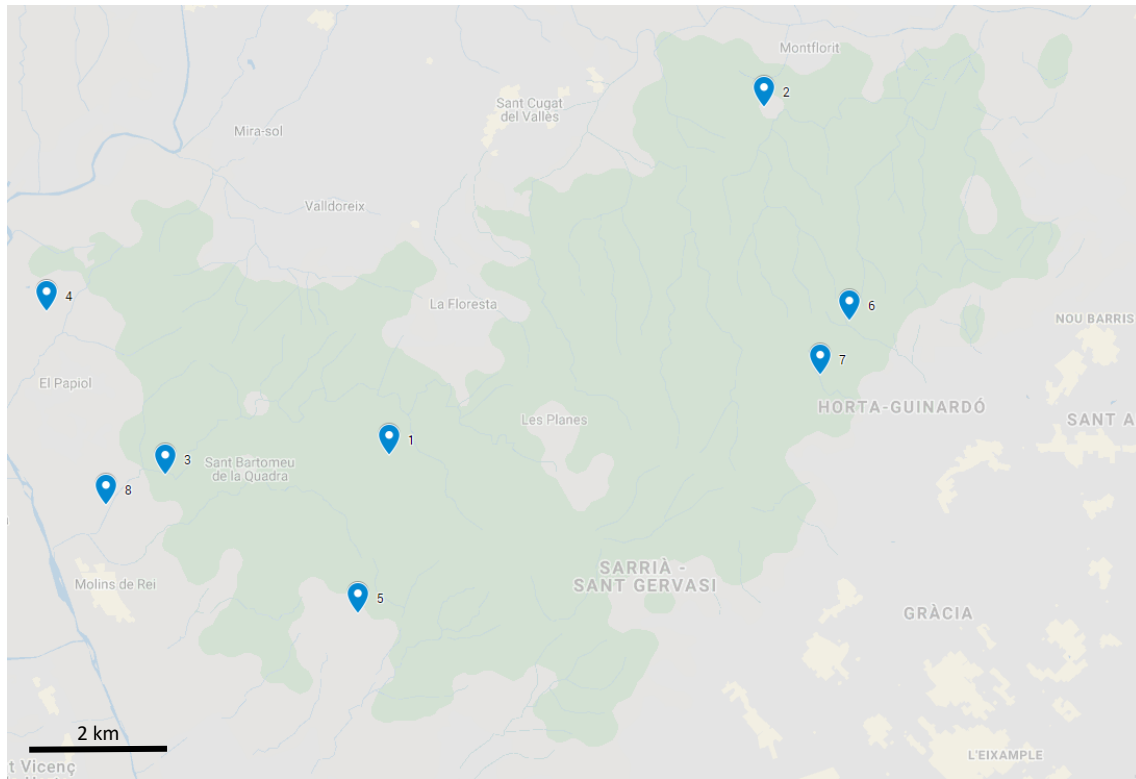 Montflorit
2
Sant Cugat
del Vallès
Mira-sol
Valldoreix
4
La Floresta
6
NOU BARRIS
7
El Papiol
HORTA-GUINARDÓ
Les Planes
SANT A
1
3
Sant Bartomeu
de la Quadra
8
SARRIÀ -
SANT GERVASI
Molins de Rei
5
GRÀCIA
2 km
L'EIXAMPLE
t Vicenç